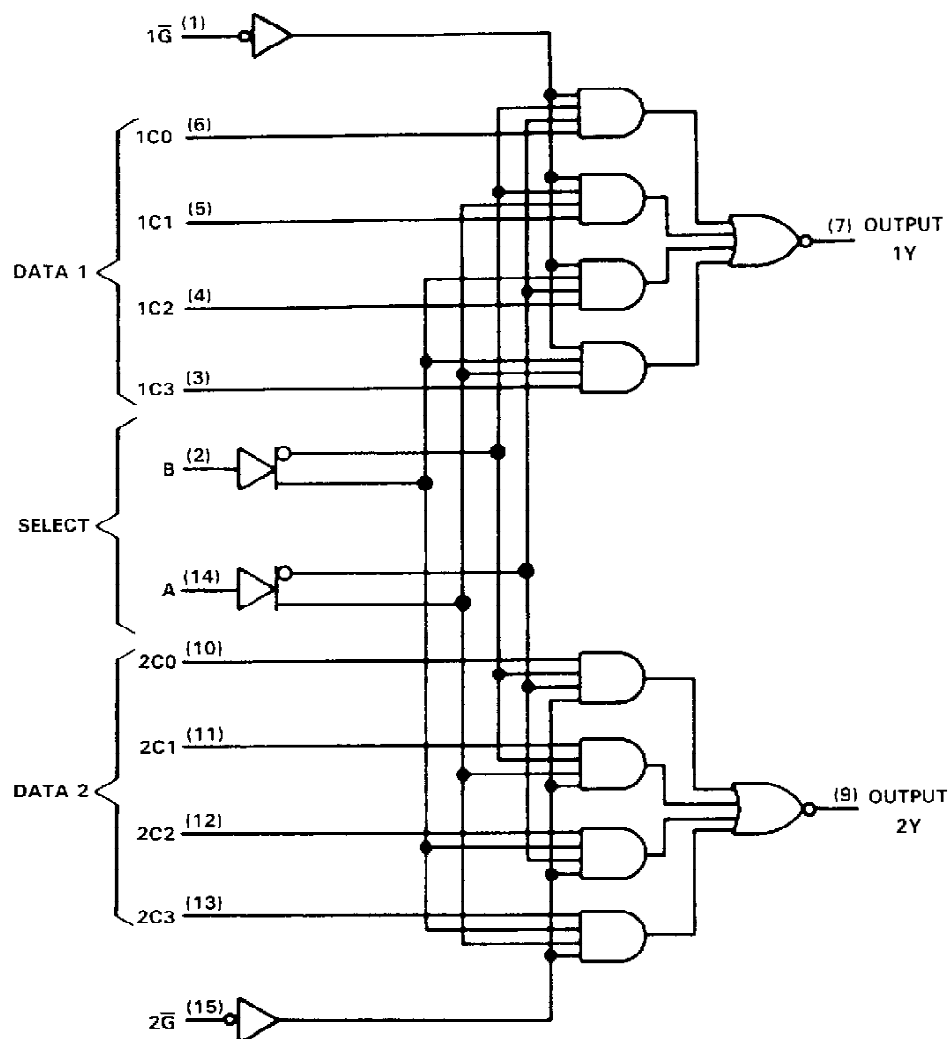 1G̅ (1)
1C0 (6)
1C1 (5)
DATA 1
1C2 (4)
1C3 (3)
(7) OUTPUT
1Y
B (2)
SELECT
A (14)
2C0 (10)
2C1 (11)
DATA 2
2C2 (12)
2C3 (13)
(9) OUTPUT
2Y
2G̅ (15)